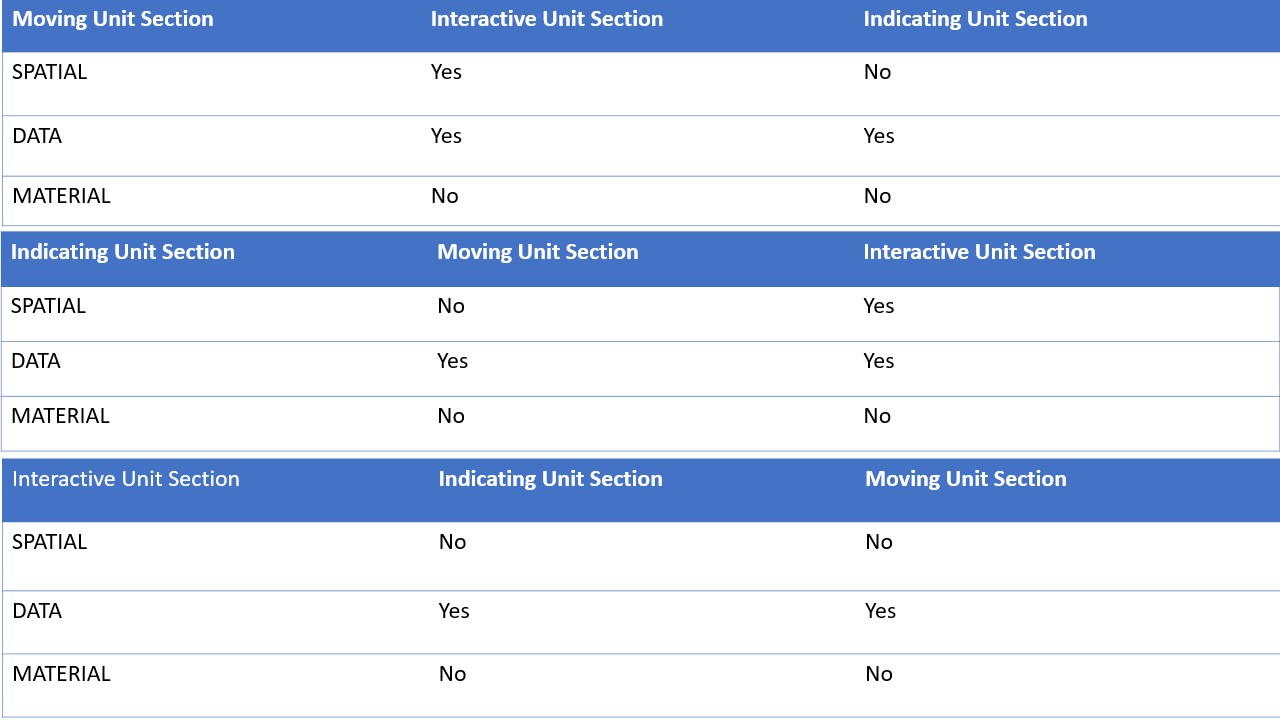 Moving Unit Section Interactive Unit Section Indicating Unit Section
SPATIAL Yes No
DATA Yes Yes
MATERIAL No No
Indicating Unit Section Moving Unit Section Interactive Unit Section
SPATIAL No Yes
DATA Yes Yes
MATERIAL No No
Interactive Unit Section Indicating Unit Section Moving Unit Section
SPATIAL No No
DATA Yes Yes
MATERIAL No No